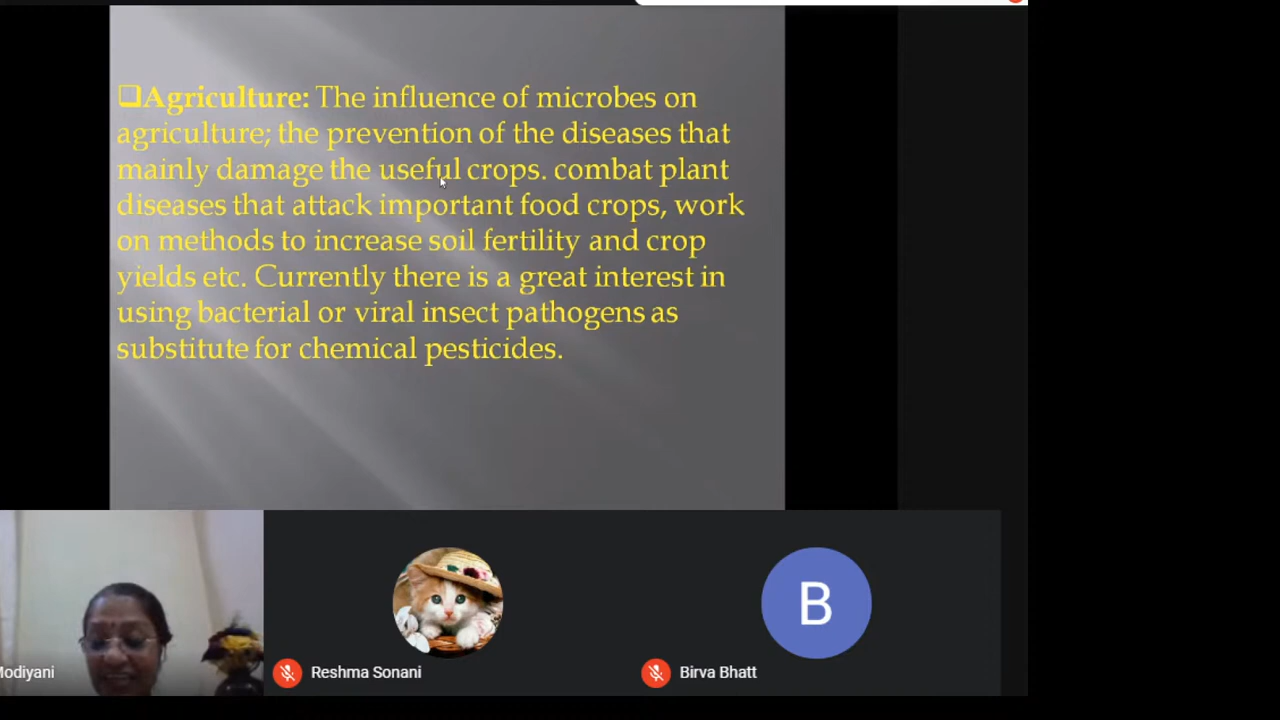 ❑Agriculture: The influence of microbes on
agriculture; the prevention of the diseases that
mainly damage the useful crops. combat plant
diseases that attack important food crops, work
on methods to increase soil fertility and crop
yields etc. Currently there is a great interest in
using bacterial or viral insect pathogens as
substitute for chemical pesticides.
B
Modiyani
Reshma Sonani
Birva Bhatt